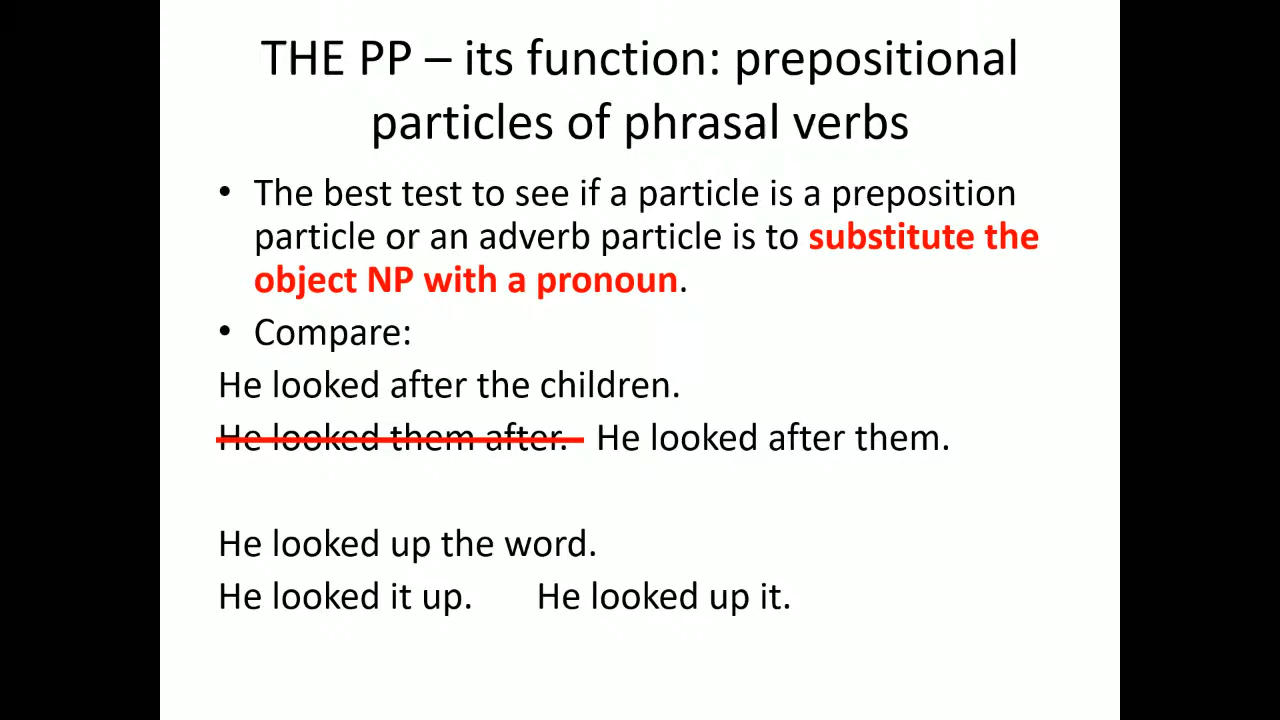 THE PP – its function: prepositional
particles of phrasal verbs
• The best test to see if a particle is a preposition
particle or an adverb particle is to substitute the
object NP with a pronoun.
• Compare:
He looked after the children.
He looked them after. He looked after them.
He looked up the word.
He looked it up. He looked up it.